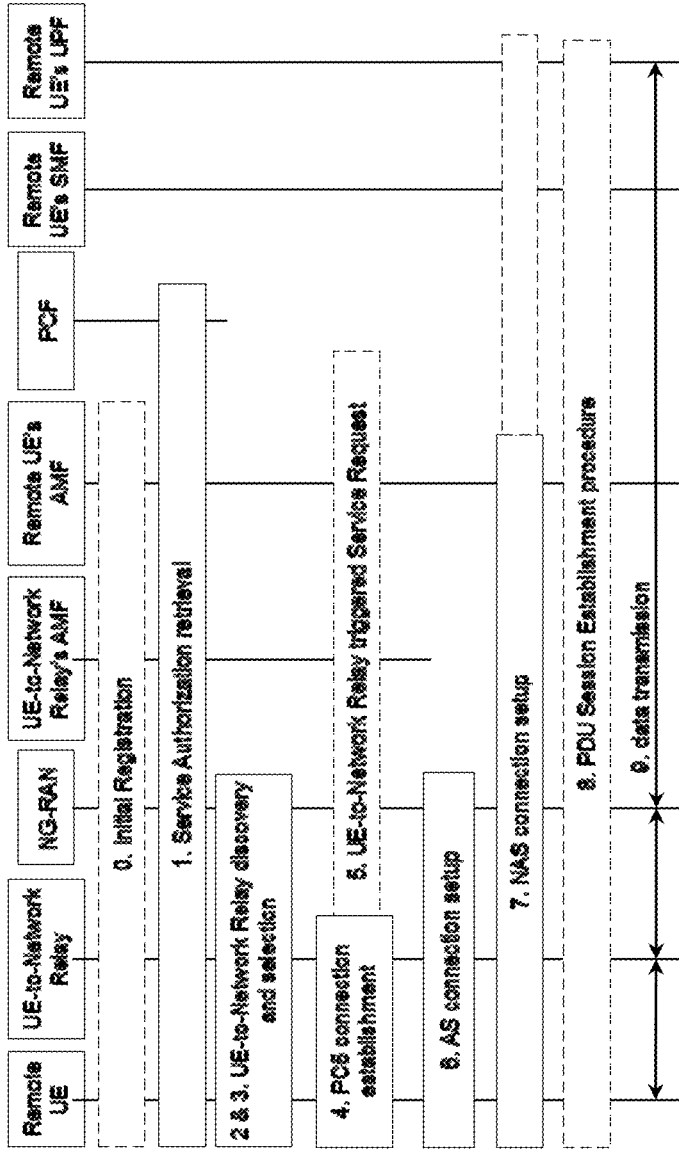 Remote
UE
UE-to-Network
Relay
NG-RAN
UE-to-Network
Relay's AMF
Remote UE's
AMF
PCF
Remote
UE's SMF
Remote
UE's UPF
0. Initial Registration
1. Service Authorization retrieval
2 & 3. UE-to-Network Relay discovery
and selection
4. PC5 connection
establishment
5. UE-to-Network Relay triggered Service Request
6. AS connection setup
7. NAS connection setup
8. PDU Session Establishment procedure
9. data transmission